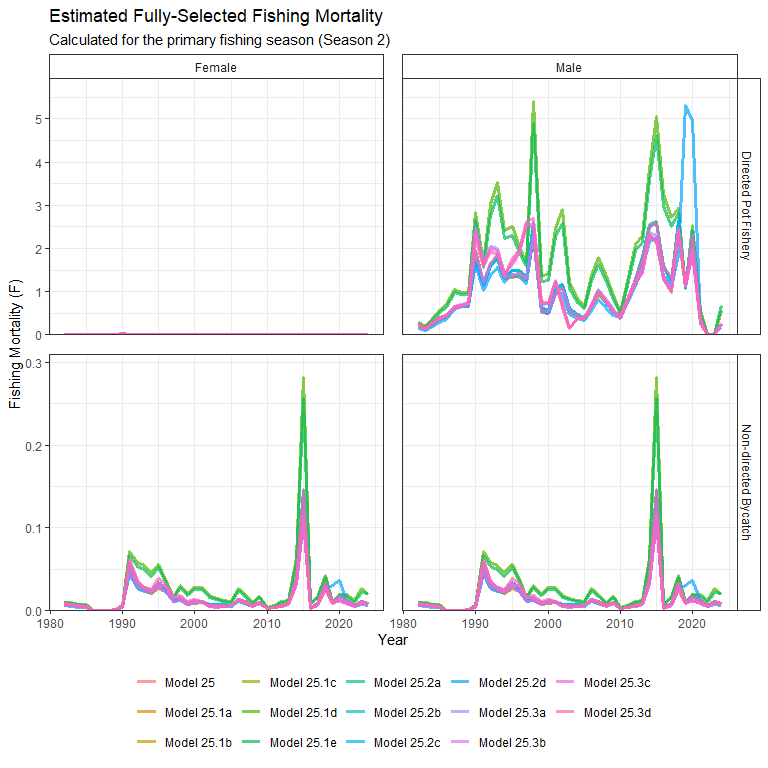 Estimated Fully-Selected Fishing Mortality
Calculated for the primary fishing season (Season 2)
Female
Male
5
4
3
2
1
0
Directed Pot Fishery
Fishing Mortality (F)
0.3
0.2
0.1
0.0
Non-directed Bycatch
1980 1990 2000 2010 2020
1980 1990 2000 2010 2020
Year
Model 25 Model 25.1c Model 25.2a Model 25.2d Model 25.3c
Model 25.1a Model 25.1d Model 25.2b Model 25.3a Model 25.3d
Model 25.1b Model 25.1e Model 25.2c Model 25.3b